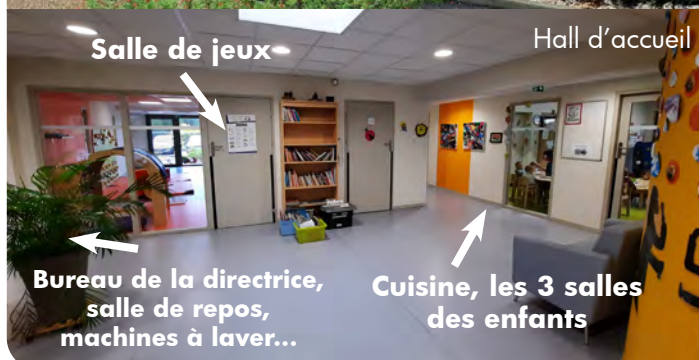 Hall d’accueil
Salle de jeux
Bureau de la directrice,
salle de repos,
machines à laver...
Cuisine, les 3 salles
des enfants